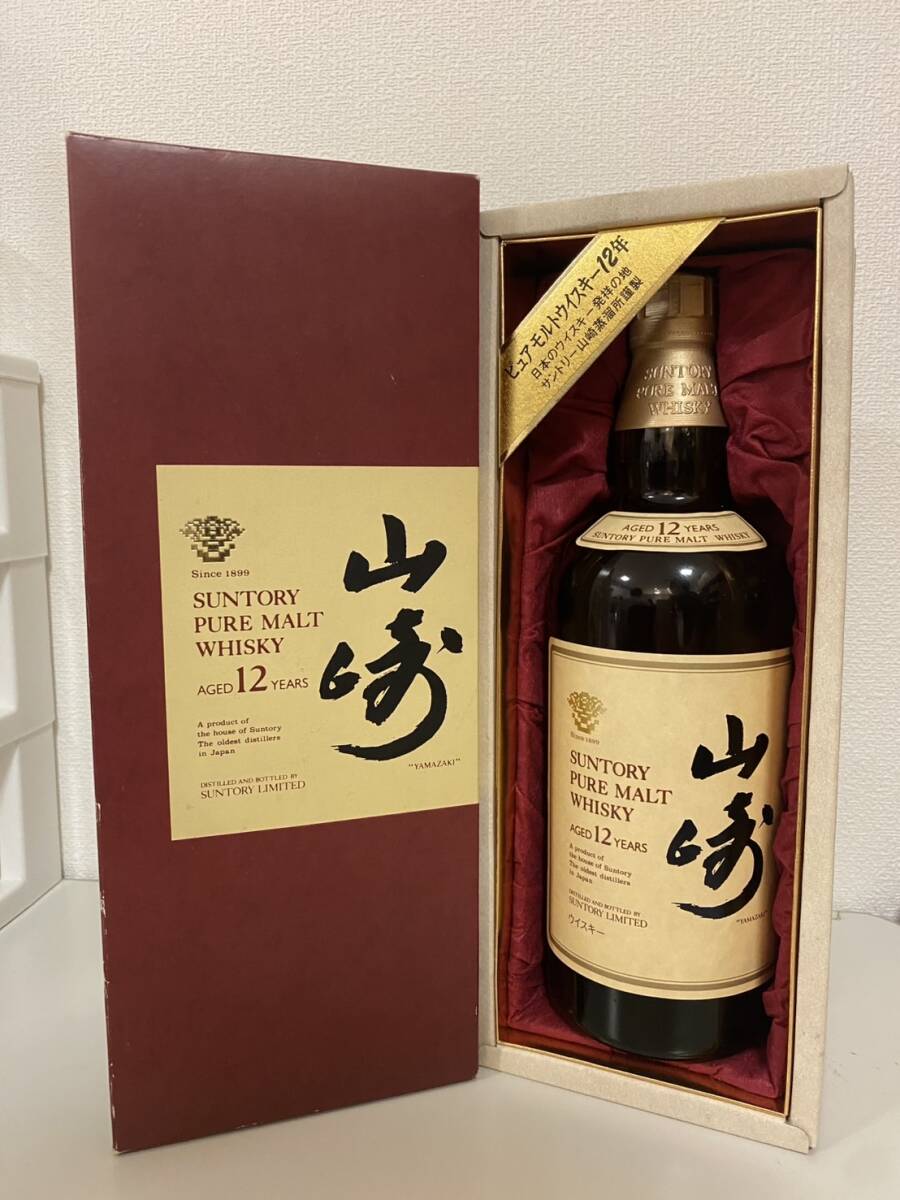 Since 1899
SUNTORY
PURE MALT
WHISKY
AGED 12 YEARS
A product of
the house of Suntory
The oldest distillers
in Japan
DISTILLED AND BOTTLED BY
SUNTORY LIMITED
山崎
"YAMAZAKI"
ピュアモルトウイスキー12年
日本のウイスキー発祥の地
サントリー山崎蒸溜所謹製
SUNTORY
PURE MALT
WHISKY
AGED 12 YEARS
SUNTORY PURE MALT WHISKY
Since 1899
SUNTORY
PURE MALT
WHISKY
AGED 12 YEARS
A product of
the house of Suntory
The oldest distillers
in Japan
DISTILLED AND BOTTLED BY
SUNTORY LIMITED
ウイスキー
山崎
"YAMAZAKI"